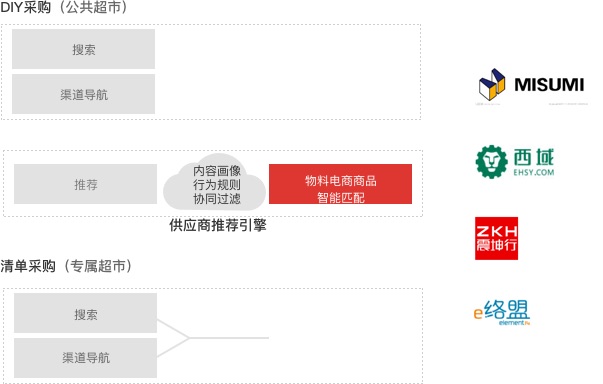 DIY采购（公共超市）
搜索
渠道导航
推荐
内容画像
行为规则
协同过滤
物料电商商品
智能匹配
供应商推荐引擎
清单采购（专属超市）
搜索
渠道导航
MISUMI
西域
EHSY.COM
ZKH
震坤行
e络盟
element14